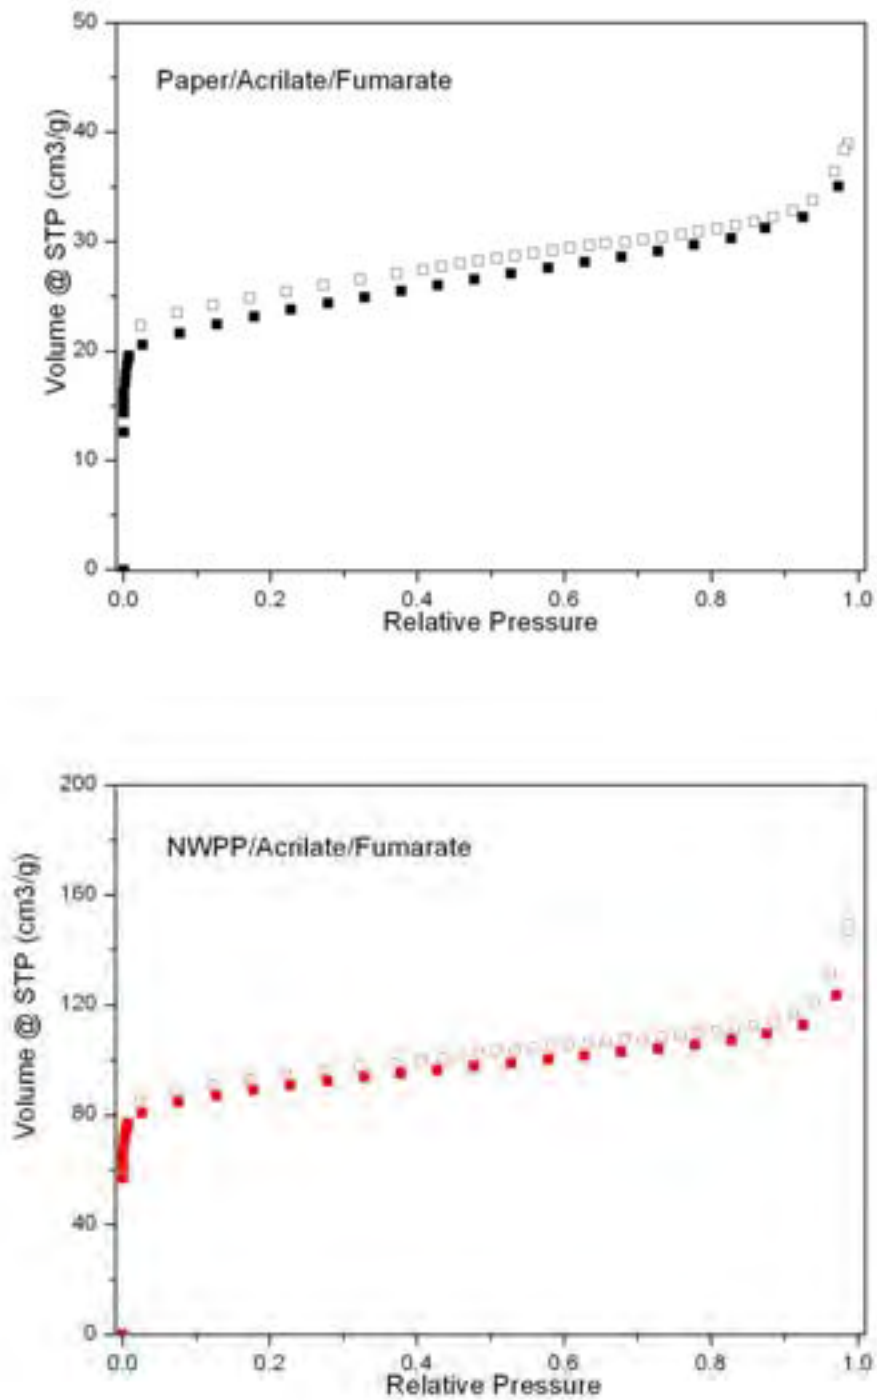 50
Paper/Acrilate/Fumarate
40
30
20
10
0
Volume @ STP (cm3/g)
0.0 0.2 0.4 0.6 0.8 1.0
Relative Pressure
200
NWPP/Acrilate/Fumarate
160
120
80
40
0
Volume @ STP (cm3/g)
0.0 0.2 0.4 0.6 0.8 1.0
Relative Pressure